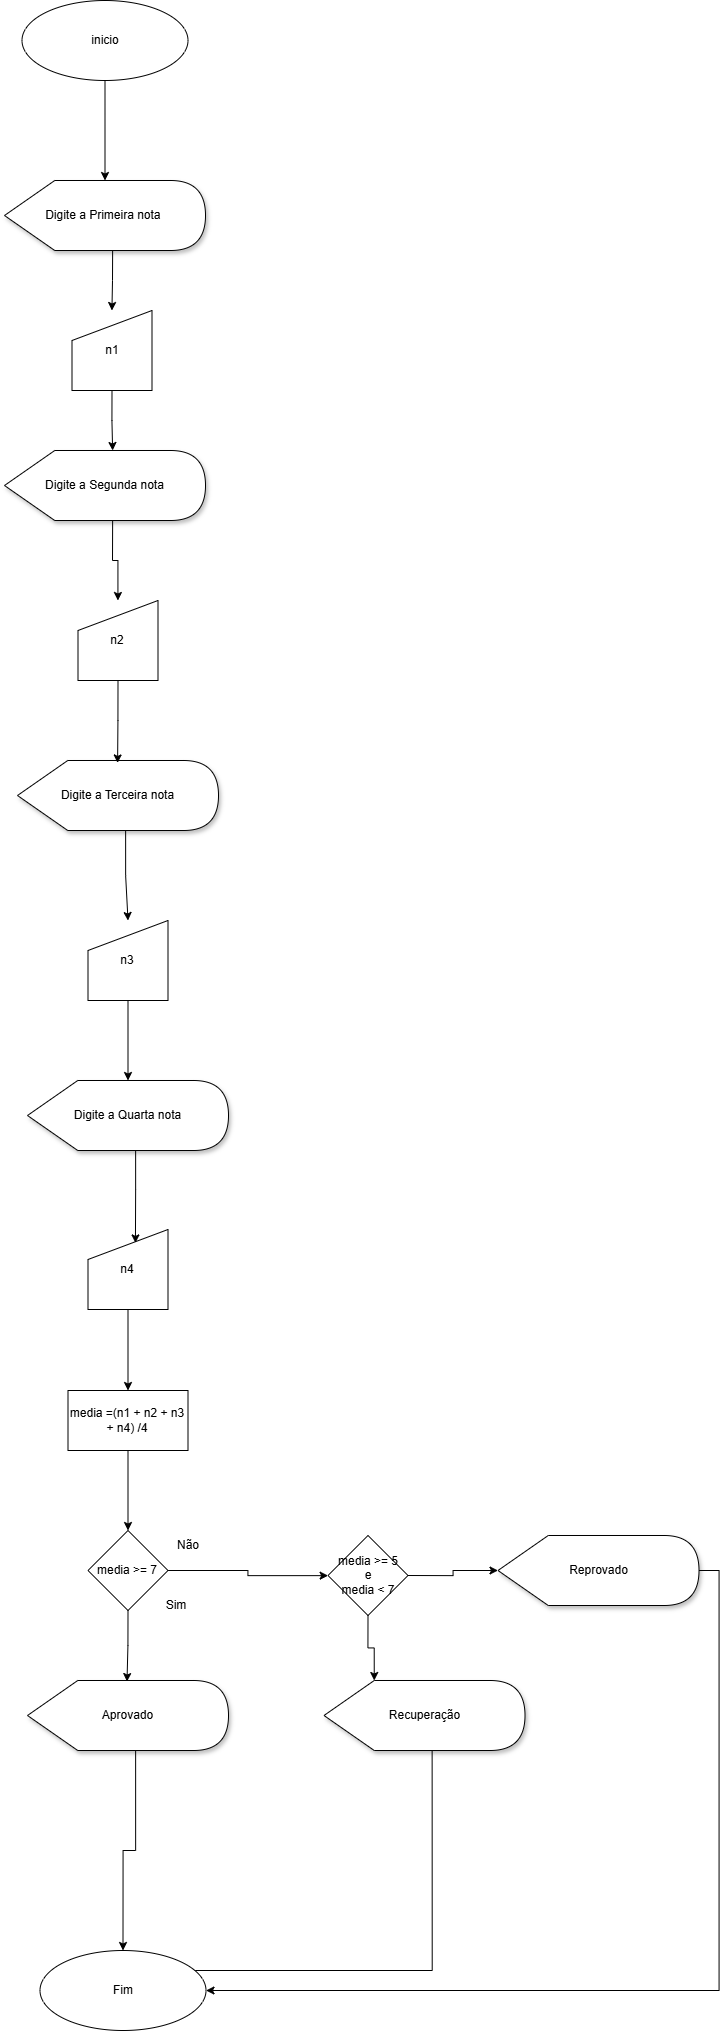 inicio
Digite a Primeira nota
n1
Digite a Segunda nota
n2
Digite a Terceira nota
n3
Digite a Quarta nota
n4
media =(n1 + n2 + n3
+ n4) /4
media >= 7
Não
Sim
media >= 5
e
media < 7
Reprovado
Aprovado
Recuperação
Fim